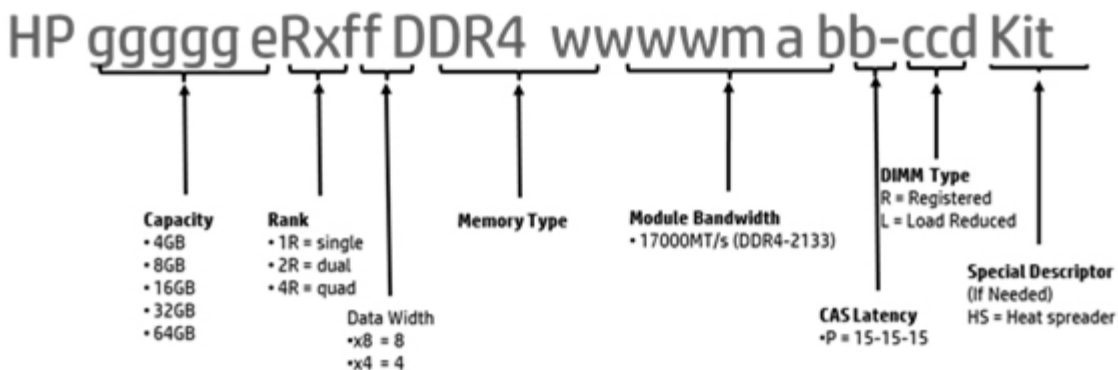 HP ggggg eRxff DDR4 wwwwm a bb-ccd Kit
Capacity
• 4GB
• 8GB
• 16GB
• 32GB
• 64GB
Rank
• 1R = single
• 2R = dual
• 4R = quad
Data Width
•x8 = 8
•x4 = 4
Memory Type
Module Bandwidth
• 17000MT/s (DDR4-2133)
CAS Latency
•P = 15-15-15
DIMM Type
R = Registered
L = Load Reduced
Special Descriptor
(If Needed)
HS = Heat spreader